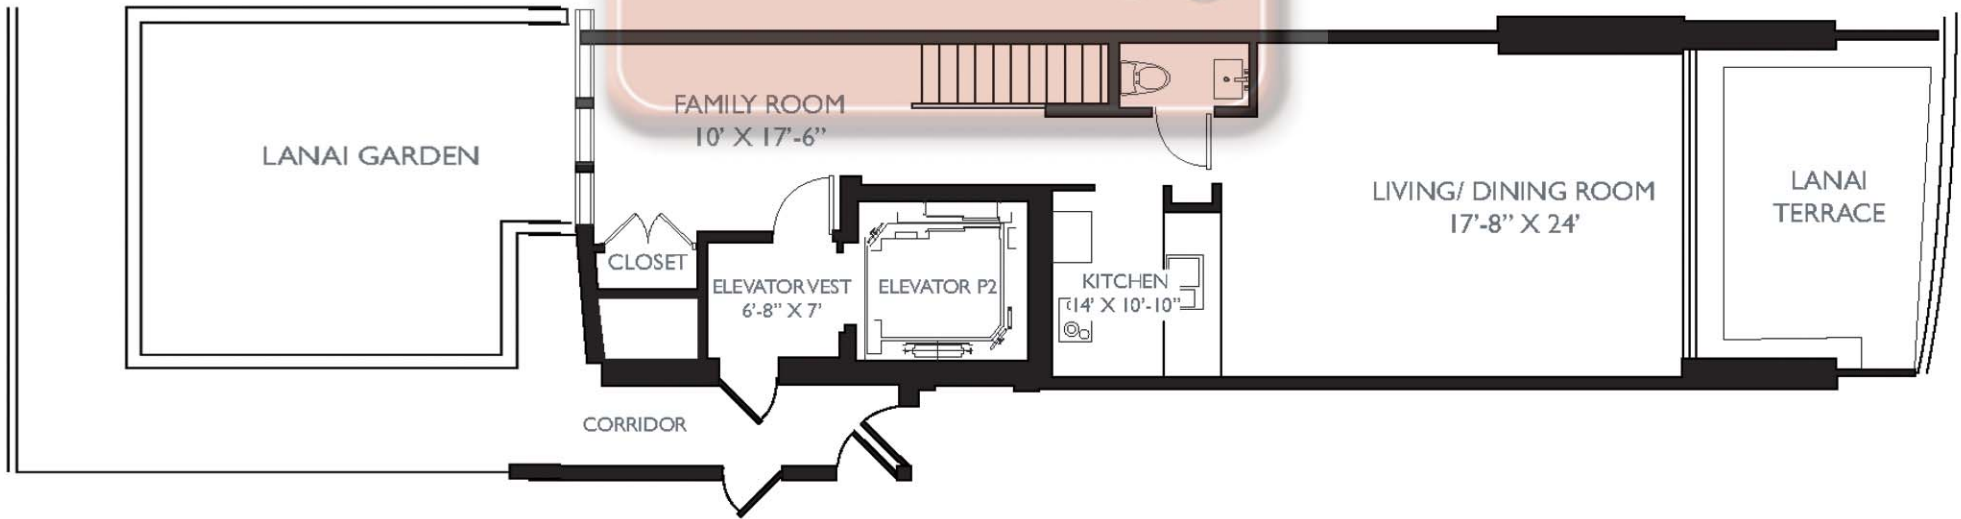 LANAI GARDEN
FAMILY ROOM
10' X 17'-6"
CLOSET
ELEVATOR VEST
6'-8" X 7'
ELEVATOR P2
KITCHEN
14' X 10'-10"
LIVING/ DINING ROOM
17'-8" X 24'
LANAI
TERRACE
CORRIDOR